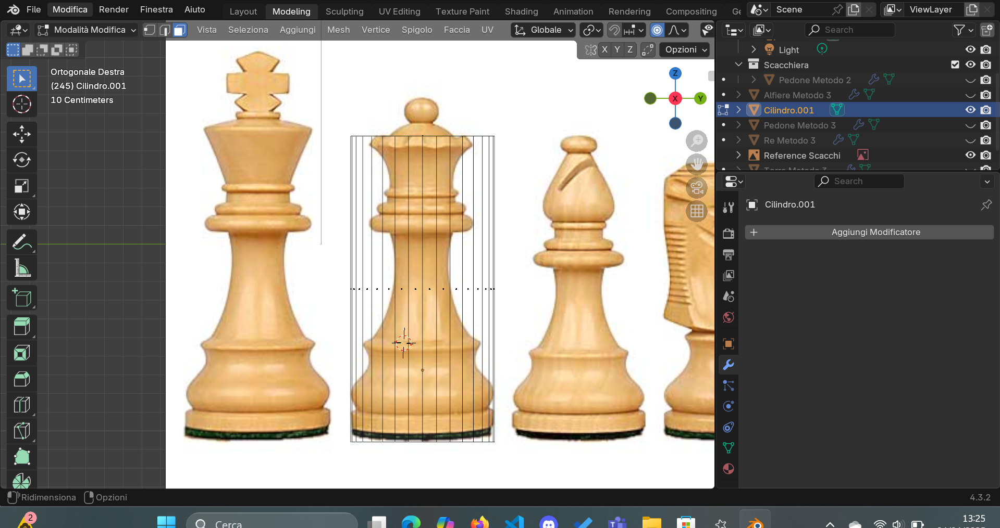 File Modifica Render Finestra Aiuto Layout Modeling Sculpting UV Editing Texture Paint Shading Animation Rendering Compositing Ge Scene ViewLayer
Modalità Modifica Vista Seleziona Aggiungi Mesh Vertice Spigolo Faccia UV Globale Search
X Y Z Opzioni
Light
Scacchiera
Pedone Metodo 2
Alfiere Metodo 3
Cilindro.001
Pedone Metodo 3
Re Metodo 3
Reference Scacchi
Torre Metodo 3
Ortogonale Destra
(245) Cilindro.001
10 Centimeters
Z
X
Y
Search
Cilindro.001
Aggiungi Modificatore
Ridimensiona Opzioni 4.3.2
2
Cerca
13:25